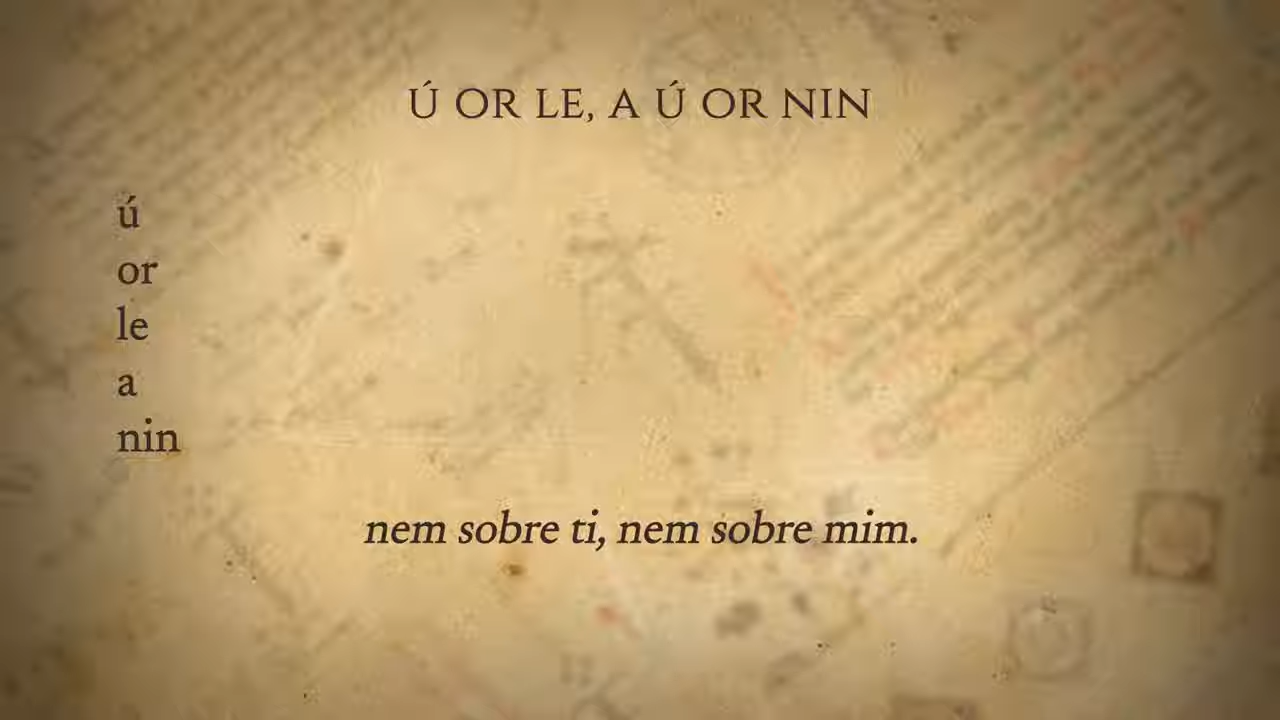 Ú OR LE, A Ú OR NIN
ú
or
le
a
nin
nem sobre ti, nem sobre mim.